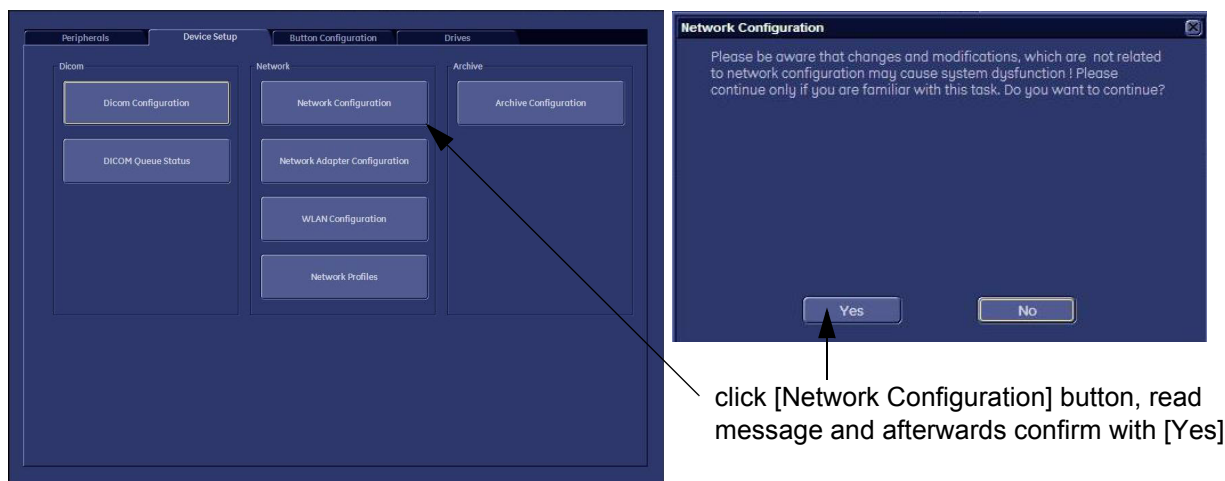 Peripherals
Device Setup
Button Configuration
Drives
Dicom
Network
Archive
Dicom Configuration
Network Configuration
Archive Configuration
DICOM Queue Status
Network Adapter Configuration
WLAN Configuration
Network Profiles
Network Configuration
Please be aware that changes and modifications, which are not related
to network configuration may cause system dysfunction ! Please
continue only if you are familiar with this task. Do you want to continue?
Yes
No
click [Network Configuration] button, read
message and afterwards confirm with [Yes]